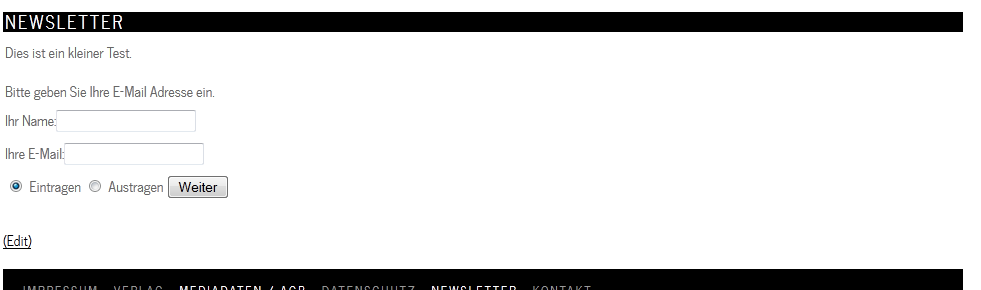 NEWSLETTER
Dies ist ein kleiner Test.
Bitte geben Sie Ihre E-Mail Adresse ein.
Ihr Name:
Ihre E-Mail:
Eintragen Austragen Weiter
(Edit)
IMPRESSUM VERLAG MEDIADATEN / AGB DATENSCHUTZ NEWSLETTER KONTAKT